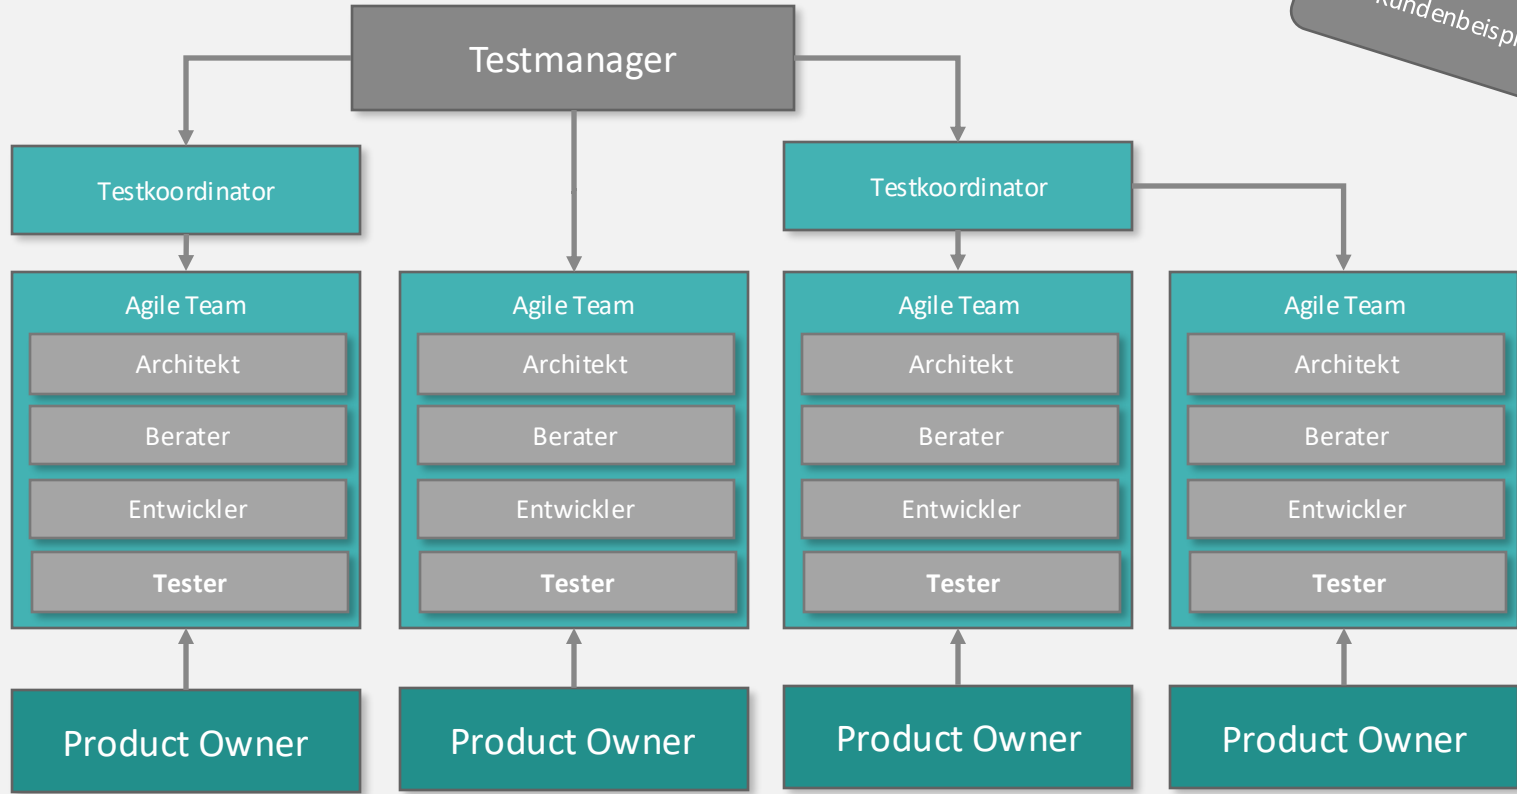 Kundenbeispi
Testmanager
Testkoordinator
Testkoordinator
Agile Team
Architekt
Berater
Entwickler
Tester
Agile Team
Architekt
Berater
Entwickler
Tester
Agile Team
Architekt
Berater
Entwickler
Tester
Agile Team
Architekt
Berater
Entwickler
Tester
Product Owner
Product Owner
Product Owner
Product Owner